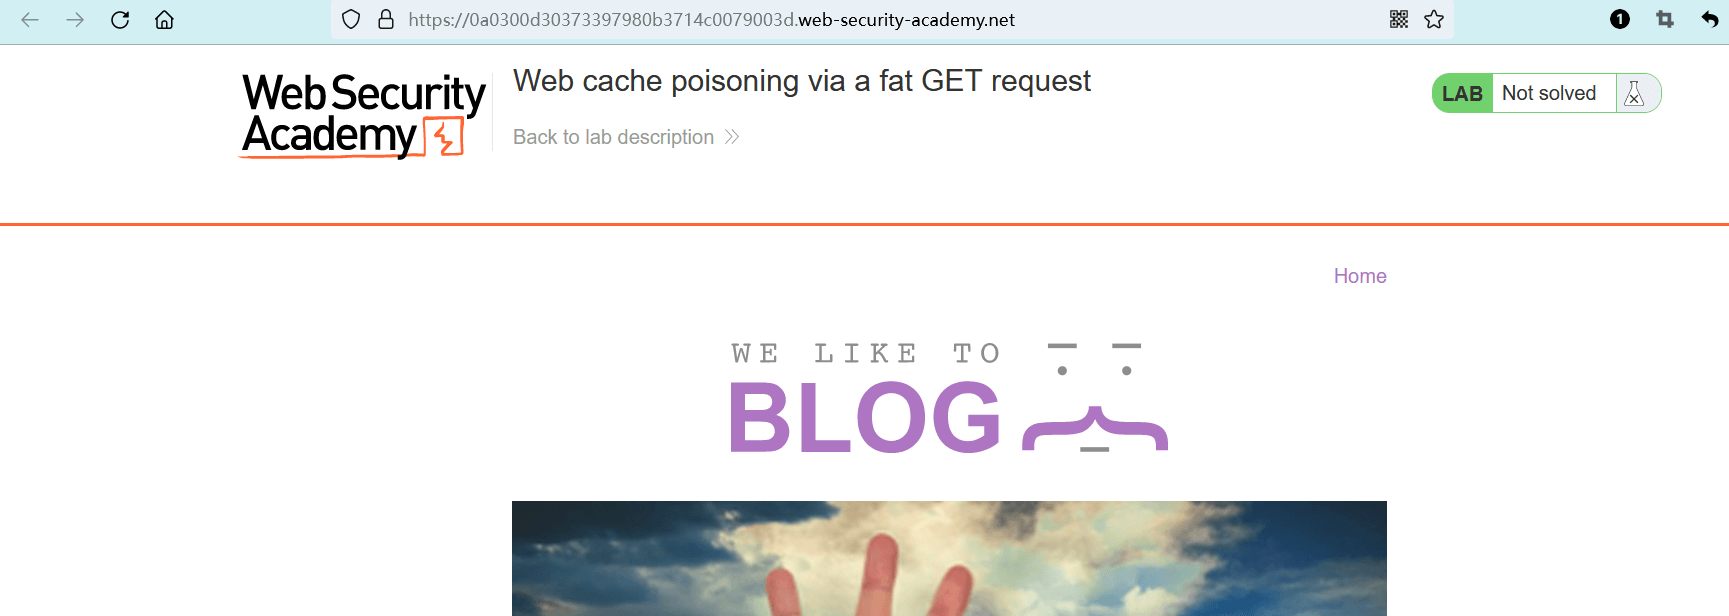 https://0a0300d30373397980b3714c0079003d.web-security-academy.net
1
Web Security
Academy
Web cache poisoning via a fat GET request
Back to lab description
LAB Not solved
Home
WE LIKE TO
BLOG